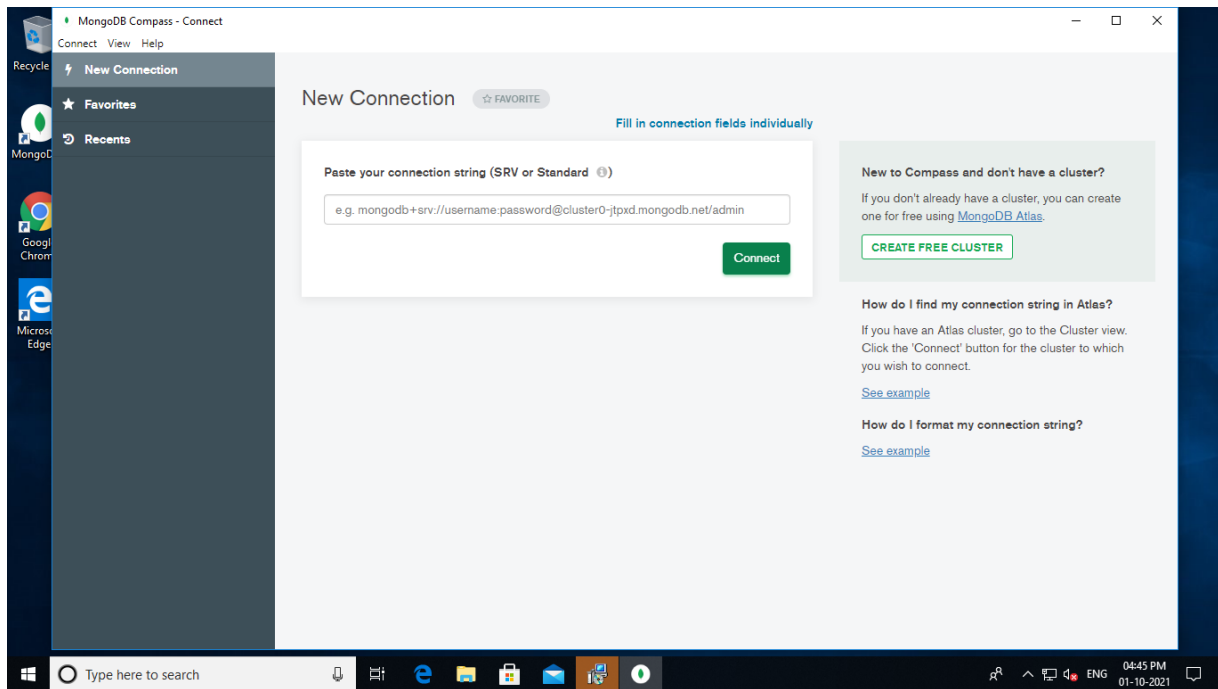 MongoDB Compass - Connect
Connect View Help
Recycle
New Connection
Favorites
Recents
Google
Chrom
Edge
New Connection
FAVORITE
Fill in connection fields individually
Paste your connection string (SRV or Standard)
e.g. mongodb+srv://username:password@cluster0-jtpxd.mongodb.net/admin
Connect
New to Compass and don't have a cluster?
If you don't already have a cluster, you can create
one for free using MongoDB Atlas.
CREATE FREE CLUSTER
How do I find my connection string in Atlas?
If you have an Atlas cluster, go to the Cluster view.
Click the 'Connect' button for the cluster to which
you wish to connect.
See example
How do I format my connection string?
See example
Type here to search
ENG
04:45 PM
01-10-2021